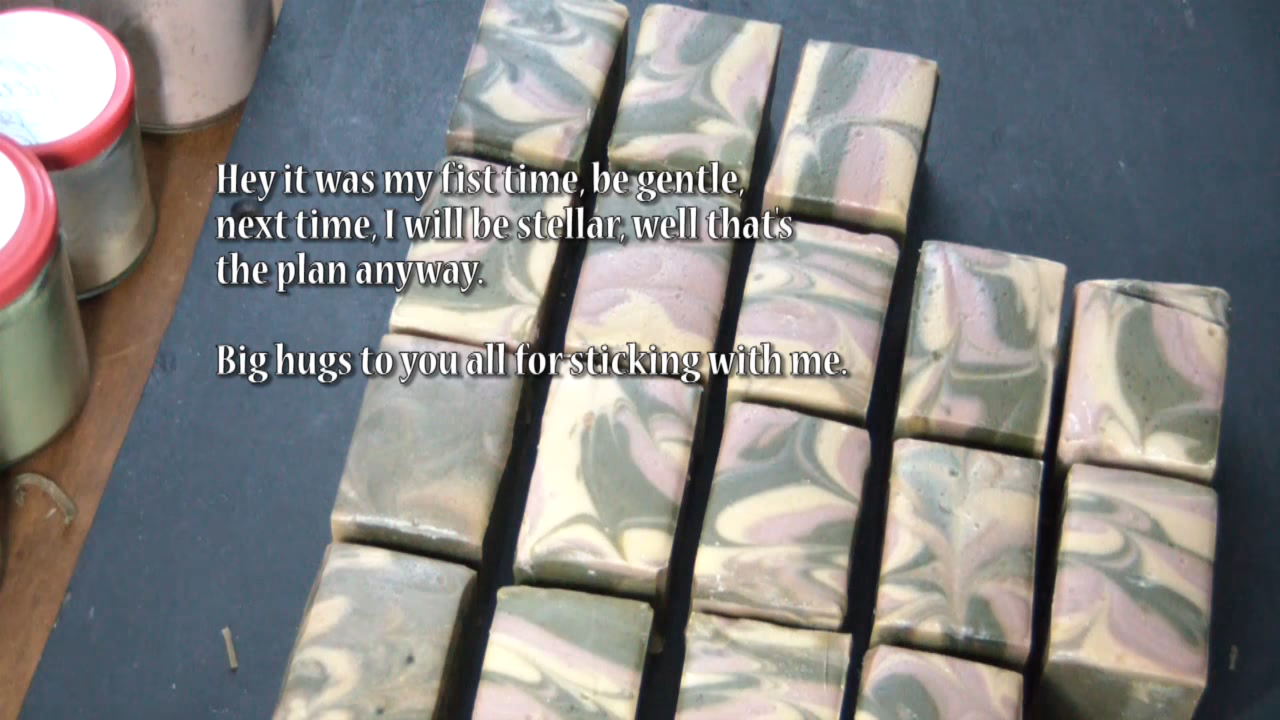 Hey it was my fist time, be gentle,
next time, I will be stellar, well that's
the plan anyway.
Big hugs to you all for sticking with me.